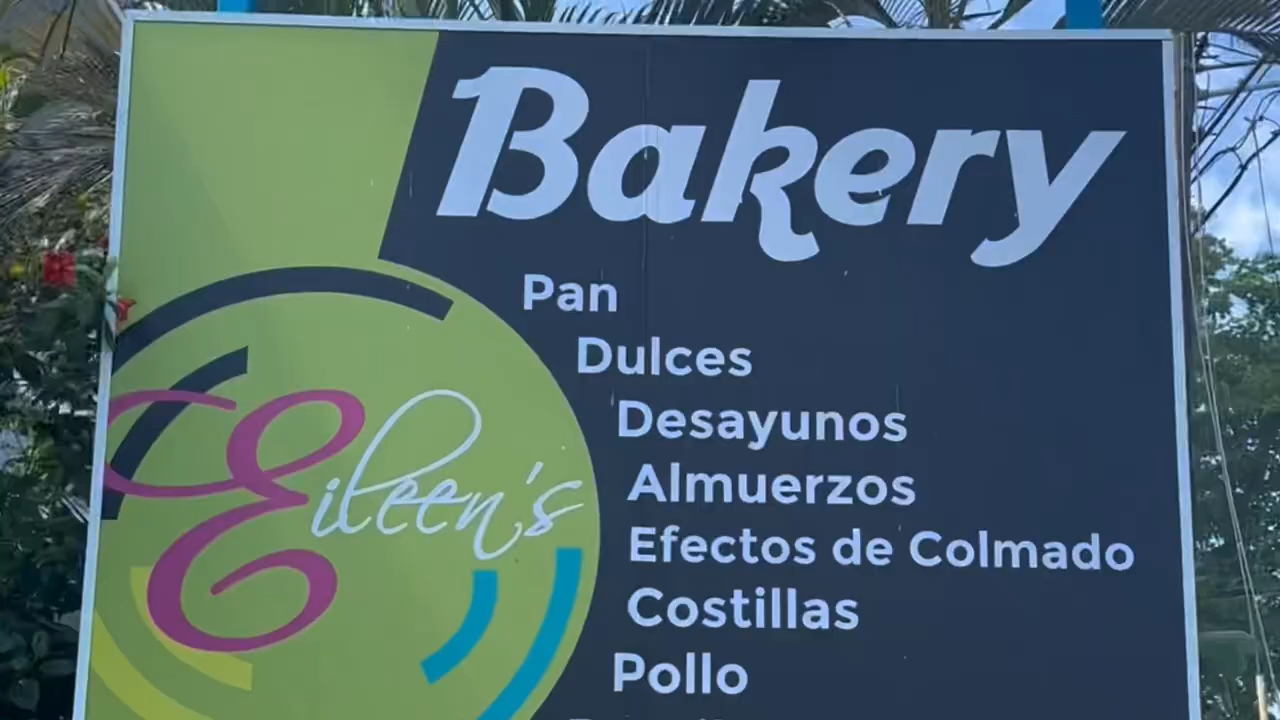 Bakery
Pan
Dulces
Desayunos
Almuerzos
Efectos de Colmado
Costillas
Pollo
Eileen's